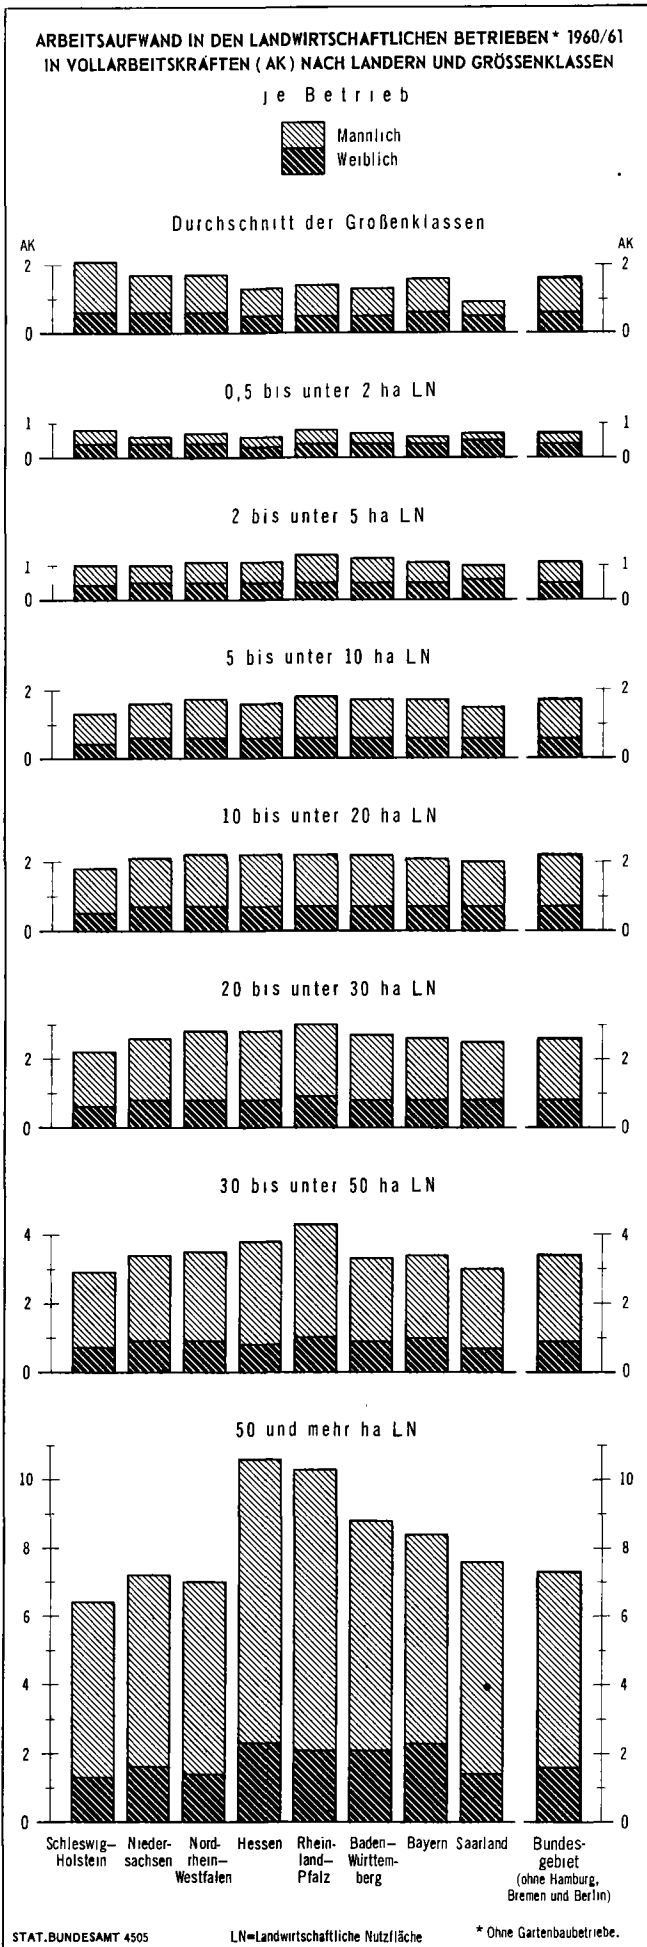 ARBEITSAUFWAND IN DEN LANDWIRTSCHAFTLICHEN BETRIEBEN* 1960/61
IN VOLLARBEITSKRÄFTEN (AK) NACH LANDERN UND GRÖSSENKLASSEN
je Betrieb
Mannlich
Weiblich
Durchschnitt der Großenklassen
AK AK
2 2
0 0
0,5 bis unter 2 ha LN
1 1
0 0
2 bis unter 5 ha LN
1 1
0 0
5 bis unter 10 ha LN
2 2
0 0
10 bis unter 20 ha LN
2 2
0 0
20 bis unter 30 ha LN
2 2
0 0
30 bis unter 50 ha LN
4 4
2 2
0 0
50 und mehr ha LN
10 10
8 8
6 6
4 4
2 2
0 0
Schleswig–
Holstein
Nieder-
sachsen
Nord-
rhein–
Westfalen
Hessen
Rhein-
land–
Pfalz
Baden–
Württem-
berg
Bayern
Saarland
Bundes-
gebiet
(ohne Hamburg,
Bremen und Berlin)
STAT.BUNDESAMT 4505
LN=Landwirtschaftliche Nutzfläche
* Ohne Gartenbaubetriebe.